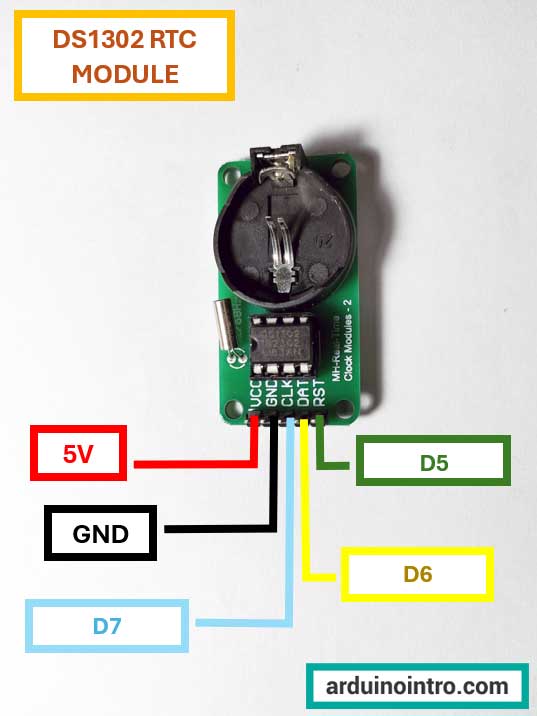 DS1302 RTC
MODULE
MH-Real-Time
Clock Modules - 2
VCC
GND
CLK
DAT
RST
5V
D5
GND
D6
D7
arduinointro.com